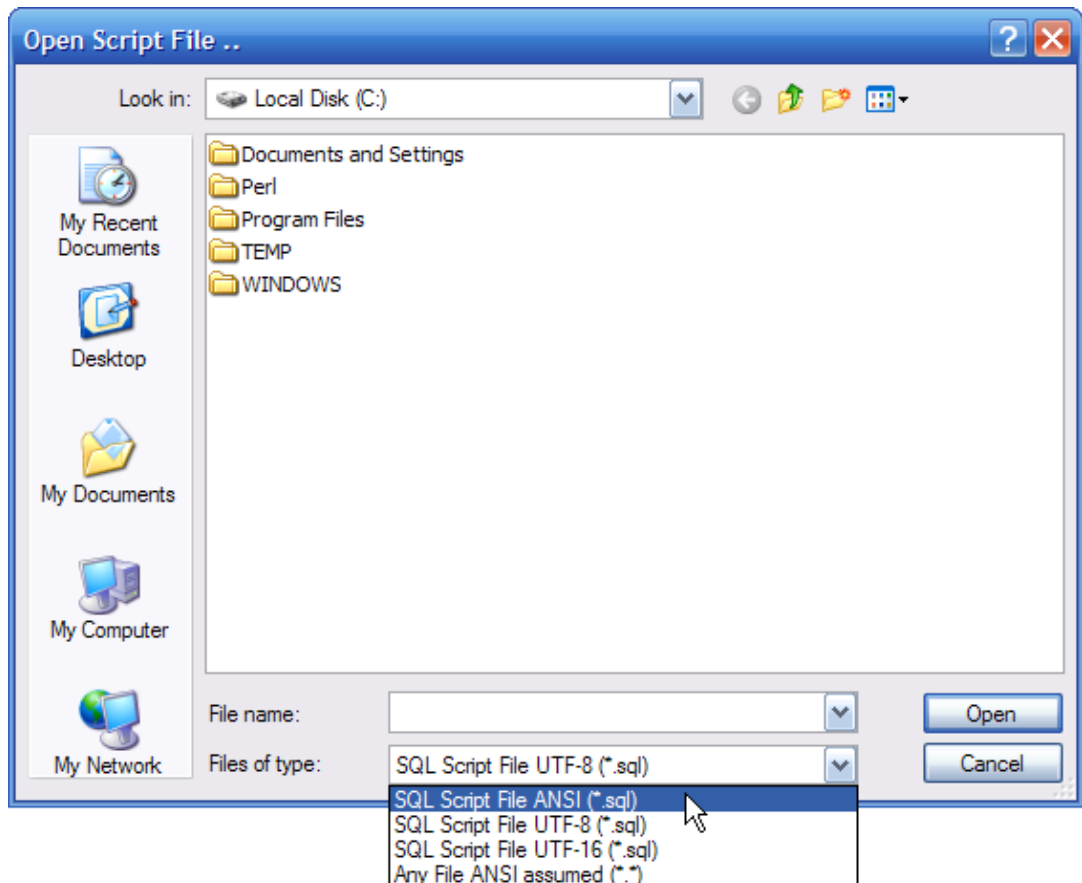 Open Script File ..
Look in:
Local Disk (C:)
My Recent
Documents
Desktop
My Documents
My Computer
My Network
Documents and Settings
Perl
Program Files
TEMP
WINDOWS
File name:
Open
Files of type:
SQL Script File UTF-8 (*.sql)
Cancel
SQL Script File ANSI (*.sql)
SQL Script File UTF-8 (*.sql)
SQL Script File UTF-16 (*.sql)
Any File ANSI assumed (*.*)